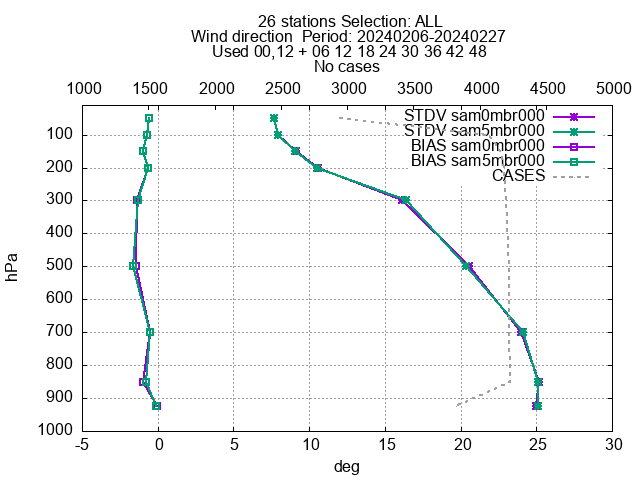 26 stations Selection: ALL
Wind direction  Period: 20240206-20240227
Used 00,12 + 06 12 18 24 30 36 42 48
No cases
1000 1500 2000 2500 3000 3500 4000 4500 5000
STDV sam0mbr000
100
STDV sam5mbr000
BIAS sam0mbr000
BIAS sam5mbr000
200
CASES
300
400
hPa
500
600
700
800
900
1000
-5 0 5 10 15 20 25 30
deg